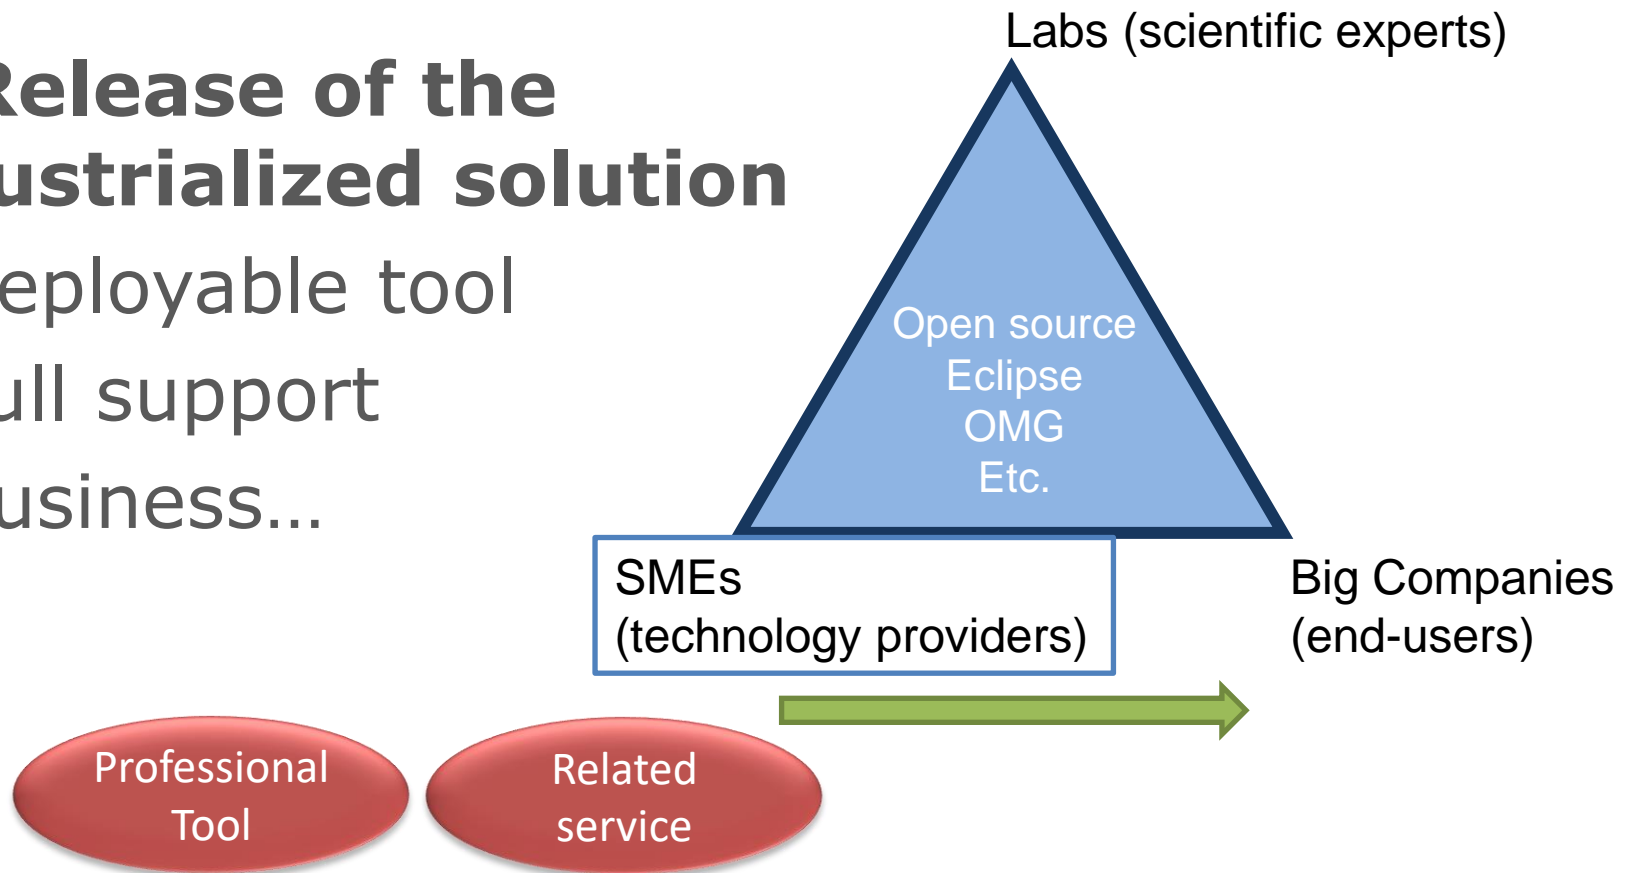 Release of the
ustrialized solution
eployable tool
ull support
usiness…
Labs (scientific experts)
Open source
Eclipse
OMG
Etc.
SMEs
(technology providers)
Big Companies
(end-users)
Professional
Tool
Related
service